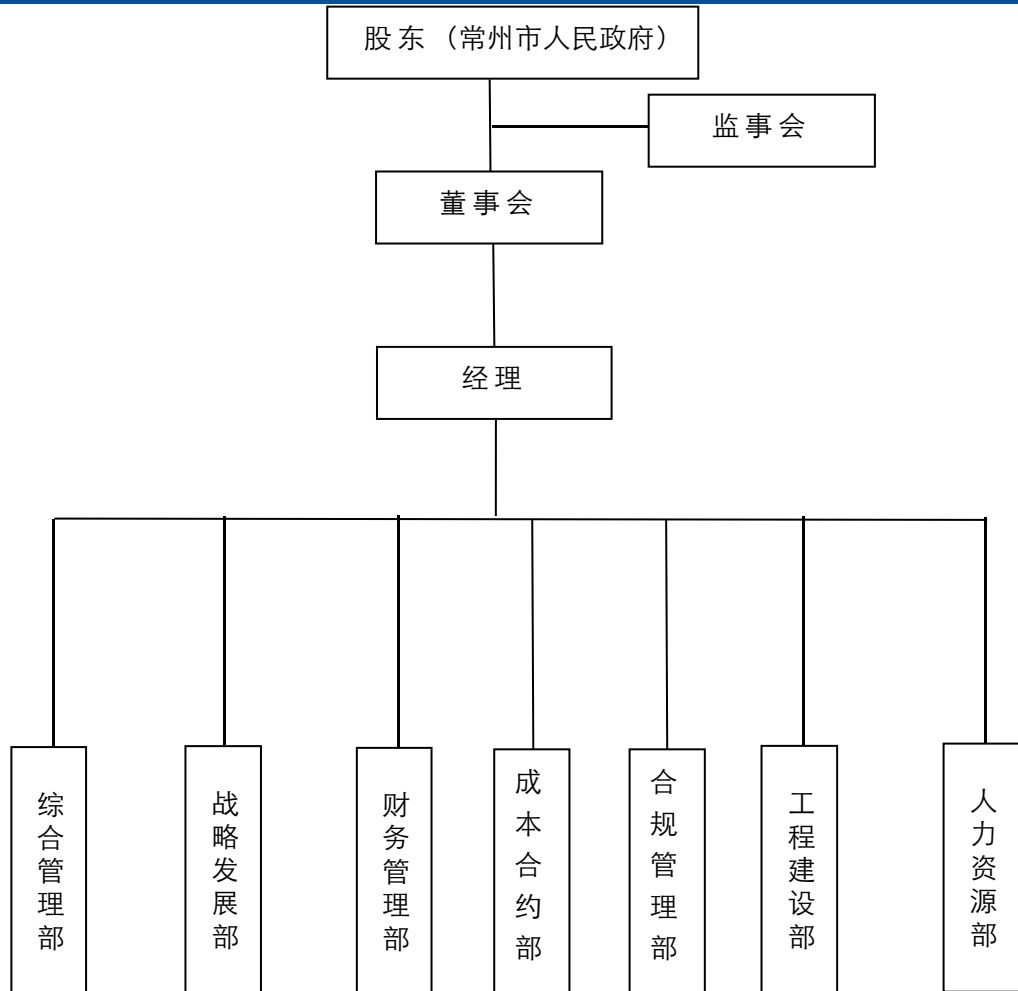 股东（常州市人民政府）
监事会
董事会
经理
综合管理部
战略发展部
财务管理部
成本合约部
合规管理部
工程建设部
人力资源部